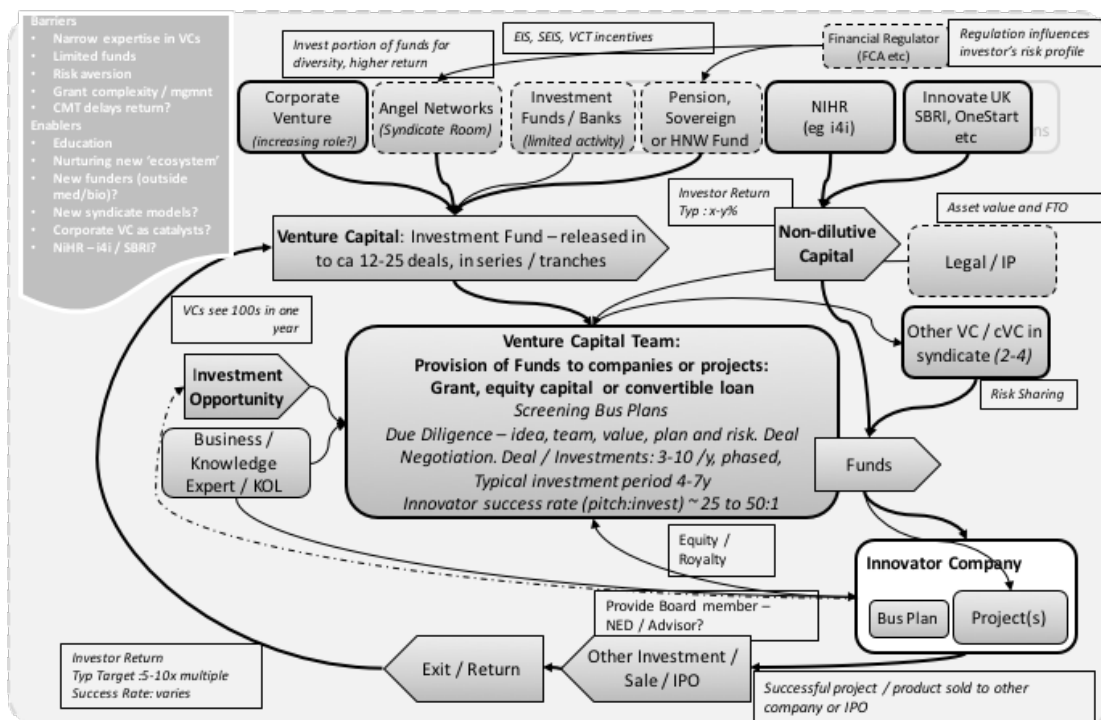 Barriers
Narrow expertise in VCs
Limited funds
Risk aversion
Grant complexity / mgmnt
CMT delays return?
Enablers
Education
Nurturing new ‘ecosystem’
New funders (outside
med/bio)?
New syndicate models?
Corporate VC as catalysts?
NiHR – i4i / SBRI?
Invest portion of funds for
diversity, higher return
EIS, SEIS, VCT incentives
Financial Regulator
(FCA etc)
Regulation influences
investor’s risk profile
Corporate
Venture
(increasing role?)
Angel Networks
(Syndicate Room)
Investment
Funds / Banks
(limited activity)
Pension,
Sovereign
or HNW Fund
NIHR
(eg i4i)
Innovate UK
SBRI, OneStart
etc
Investor Return
Typ : x-y%
Asset value and FTO
Venture Capital: Investment Fund – released in
to ca 12-25 deals, in series / tranches
Non-dilutive
Capital
Legal / IP
VCs see 100s in one
year
Other VC / cVC in
syndicate (2-4)
Risk Sharing
Investment
Opportunity
Business /
Knowledge
Expert / KOL
Venture Capital Team:
Provision of Funds to companies or projects:
Grant, equity capital or convertible loan
Screening Bus Plans
Due Diligence – idea, team, value, plan and risk. Deal
Negotiation. Deal / Investments: 3-10 /y, phased,
Typical investment period 4-7y
Innovator success rate (pitch:invest) ~ 25 to 50:1
Funds
Equity /
Royalty
Innovator Company
Bus Plan
Project(s)
Provide Board member –
NED / Advisor?
Investor Return
Typ Target :5-10x multiple
Success Rate: varies
Exit / Return
Other Investment /
Sale / IPO
Successful project / product sold to other
company or IPO